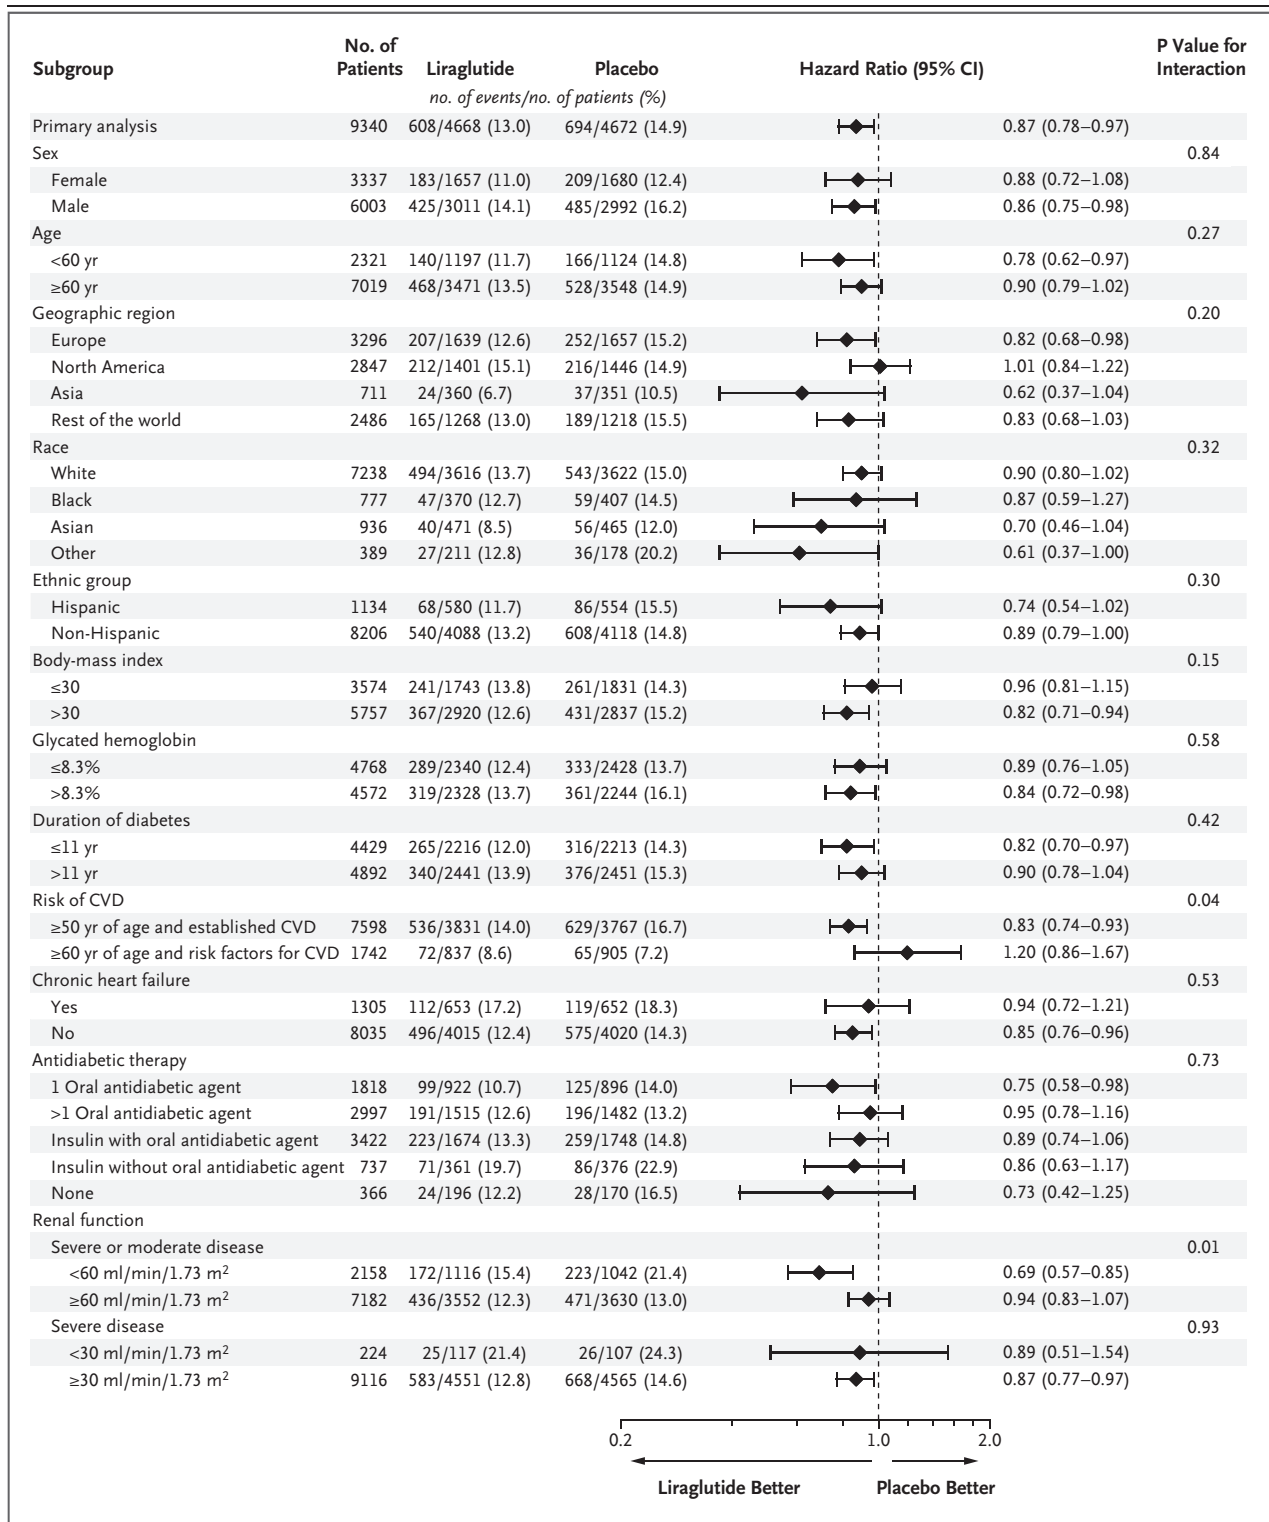 Subgroup No. of Patients Liraglutide Placebo Hazard Ratio (95% CI) P Value for Interaction
no. of events/no. of patients (%)
Primary analysis 9340 608/4668 (13.0) 694/4672 (14.9) 0.87 (0.78–0.97)
Sex 0.84
Female 3337 183/1657 (11.0) 209/1680 (12.4) 0.88 (0.72–1.08)
Male 6003 425/3011 (14.1) 485/2992 (16.2) 0.86 (0.75–0.98)
Age 0.27
<60 yr 2321 140/1197 (11.7) 166/1124 (14.8) 0.78 (0.62–0.97)
≥60 yr 7019 468/3471 (13.5) 528/3548 (14.9) 0.90 (0.79–1.02)
Geographic region 0.20
Europe 3296 207/1639 (12.6) 252/1657 (15.2) 0.82 (0.68–0.98)
North America 2847 212/1401 (15.1) 216/1446 (14.9) 1.01 (0.84–1.22)
Asia 711 24/360 (6.7) 37/351 (10.5) 0.62 (0.37–1.04)
Rest of the world 2486 165/1268 (13.0) 189/1218 (15.5) 0.83 (0.68–1.03)
Race 0.32
White 7238 494/3616 (13.7) 543/3622 (15.0) 0.90 (0.80–1.02)
Black 777 47/370 (12.7) 59/407 (14.5) 0.87 (0.59–1.27)
Asian 936 40/471 (8.5) 56/465 (12.0) 0.70 (0.46–1.04)
Other 389 27/211 (12.8) 36/178 (20.2) 0.61 (0.37–1.00)
Ethnic group 0.30
Hispanic 1134 68/580 (11.7) 86/554 (15.5) 0.74 (0.54–1.02)
Non-Hispanic 8206 540/4088 (13.2) 608/4118 (14.8) 0.89 (0.79–1.00)
Body-mass index 0.15
≤30 3574 241/1743 (13.8) 261/1831 (14.3) 0.96 (0.81–1.15)
>30 5757 367/2920 (12.6) 431/2837 (15.2) 0.82 (0.71–0.94)
Glycated hemoglobin 0.58
≤8.3% 4768 289/2340 (12.4) 333/2428 (13.7) 0.89 (0.76–1.05)
>8.3% 4572 319/2328 (13.7) 361/2244 (16.1) 0.84 (0.72–0.98)
Duration of diabetes 0.42
≤11 yr 4429 265/2216 (12.0) 316/2213 (14.3) 0.82 (0.70–0.97)
>11 yr 4892 340/2441 (13.9) 376/2451 (15.3) 0.90 (0.78–1.04)
Risk of CVD 0.04
≥50 yr of age and established CVD 7598 536/3831 (14.0) 629/3767 (16.7) 0.83 (0.74–0.93)
≥60 yr of age and risk factors for CVD 1742 72/837 (8.6) 65/905 (7.2) 1.20 (0.86–1.67)
Chronic heart failure 0.53
Yes 1305 112/653 (17.2) 119/652 (18.3) 0.94 (0.72–1.21)
No 8035 496/4015 (12.4) 575/4020 (14.3) 0.85 (0.76–0.96)
Antidiabetic therapy 0.73
1 Oral antidiabetic agent 1818 99/922 (10.7) 125/896 (14.0) 0.75 (0.58–0.98)
>1 Oral antidiabetic agent 2997 191/1515 (12.6) 196/1482 (13.2) 0.95 (0.78–1.16)
Insulin with oral antidiabetic agent 3422 223/1674 (13.3) 259/1748 (14.8) 0.89 (0.74–1.06)
Insulin without oral antidiabetic agent 737 71/361 (19.7) 86/376 (22.9) 0.86 (0.63–1.17)
None 366 24/196 (12.2) 28/170 (16.5) 0.73 (0.42–1.25)
Renal function
Severe or moderate disease 0.01
<60 ml/min/1.73 m² 2158 172/1116 (15.4) 223/1042 (21.4) 0.69 (0.57–0.85)
≥60 ml/min/1.73 m² 7182 436/3552 (12.3) 471/3630 (13.0) 0.94 (0.83–1.07)
Severe disease 0.93
<30 ml/min/1.73 m² 224 25/117 (21.4) 26/107 (24.3) 0.89 (0.51–1.54)
≥30 ml/min/1.73 m² 9116 583/4551 (12.8) 668/4565 (14.6) 0.87 (0.77–0.97)
0.2 1.0 2.0
Liraglutide Better Placebo Better